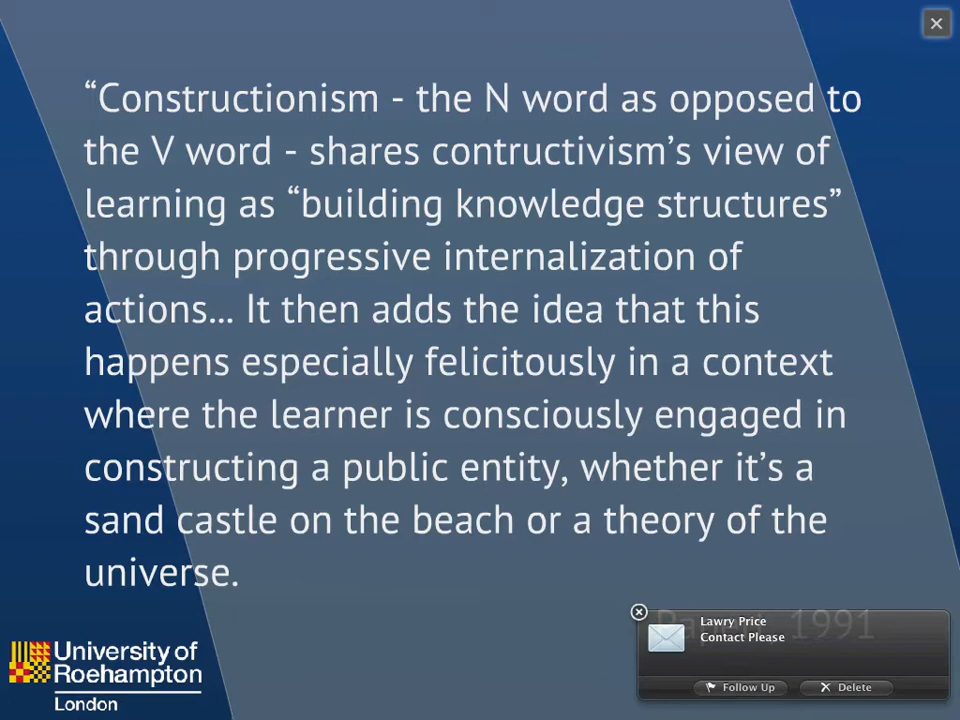 “Constructionism - the N word as opposed to
the V word - shares contructivism’s view of
learning as “building knowledge structures”
through progressive internalization of
actions... It then adds the idea that this
happens especially felicitously in a context
where the learner is consciously engaged in
constructing a public entity, whether it’s a
sand castle on the beach or a theory of the
universe.
1991
Lawry Price
Contact Please
Follow Up
Delete
University of
Roehampton
London